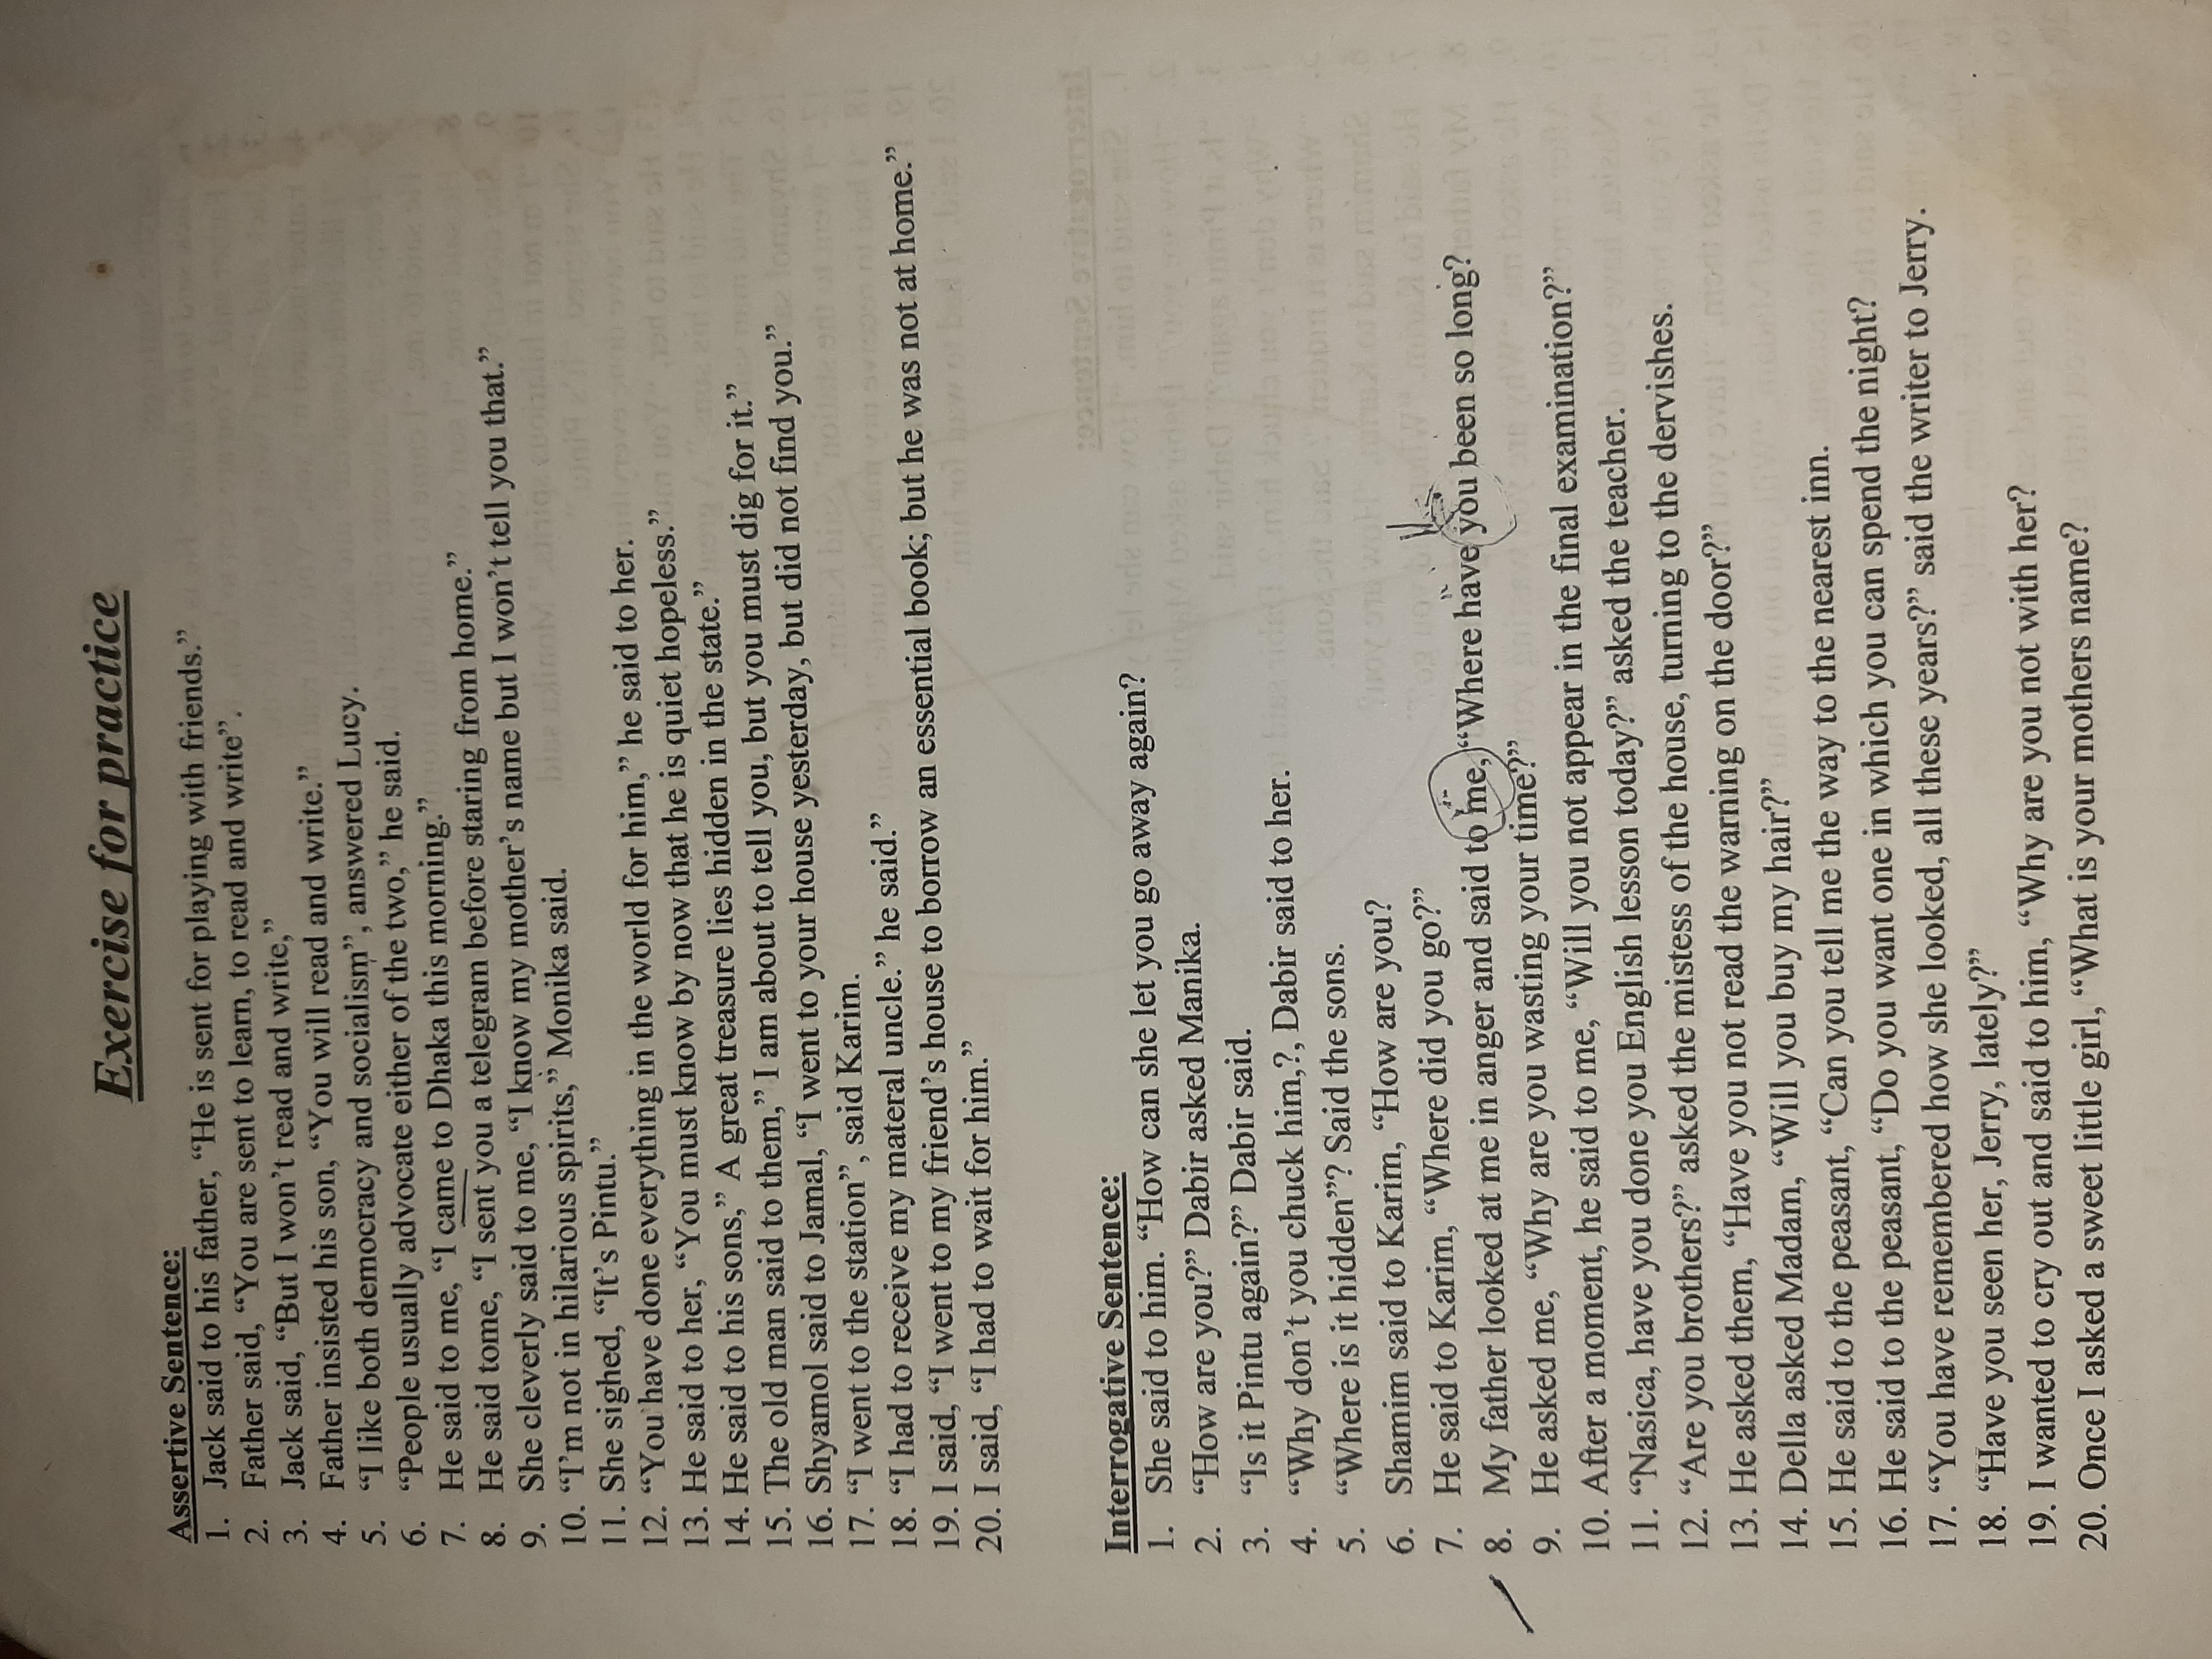 Exercise for practice
Assertive Sentence:
1. Jack said to his father, “He is sent for playing with friends.”
2. Father said, “You are sent to learn, to read and write”.
3. Jack said, “But I won’t read and write,”
4. Father insisted his son, “You will read and write.”
5. “I like both democracy and socialism”, answered Lucy.
6. “People usually advocate either of the two,” he said.
7. He said to me, “I came to Dhaka this morning.”
8. He said tome, “I sent you a telegram before staring from home.”
9. She cleverly said to me, “I know my mother’s name but I won’t tell you that.”
10. “I’m not in hilarious spirits,” Monika said.
11. She sighed, “It’s Pintu.”
12. “You have done everything in the world for him,” he said to her.
13. He said to her, “You must know by now that he is quiet hopeless.”
14. He said to his sons,” A great treasure lies hidden in the state.”
15. The old man said to them,” I am about to tell you, but you must dig for it.”
16. Shyamol said to Jamal, “I went to your house yesterday, but did not find you.”
17. “I went to the station”, said Karim.
18. “I had to receive my materal uncle.” he said.”
19. I said, “I went to my friend’s house to borrow an essential book; but he was not at home.”
20. I said, “I had to wait for him.”
Interrogative Sentence:
1. She said to him. “How can she let you go away again?
2. “How are you?” Dabir asked Manika.
3. “Is it Pintu again?” Dabir said.
4. “Why don’t you chuck him,?, Dabir said to her.
5. “Where is it hidden”? Said the sons.
6. Shamim said to Karim, “How are you?
7. He said to Karim, “Where did you go?”
8. My father looked at me in anger and said to me, “Where have you been so long?
9. He asked me, “Why are you wasting your time?”
10. After a moment, he said to me, “Will you not appear in the final examination?”
11. “Nasica, have you done you English lesson today?” asked the teacher.
12. “Are you brothers?” asked the mistess of the house, turning to the dervishes.
13. He asked them, “Have you not read the warning on the door?”
14. Della asked Madam, “Will you buy my hair?”
15. He said to the peasant, “Can you tell me the way to the nearest inn.
16. He said to the peasant, “Do you want one in which you can spend the night?
17. “You have remembered how she looked, all these years?” said the writer to Jerry.
18. “Have you seen her, Jerry, lately?”
19. I wanted to cry out and said to him, “Why are you not with her?
20. Once I asked a sweet little girl, “What is your mothers name?